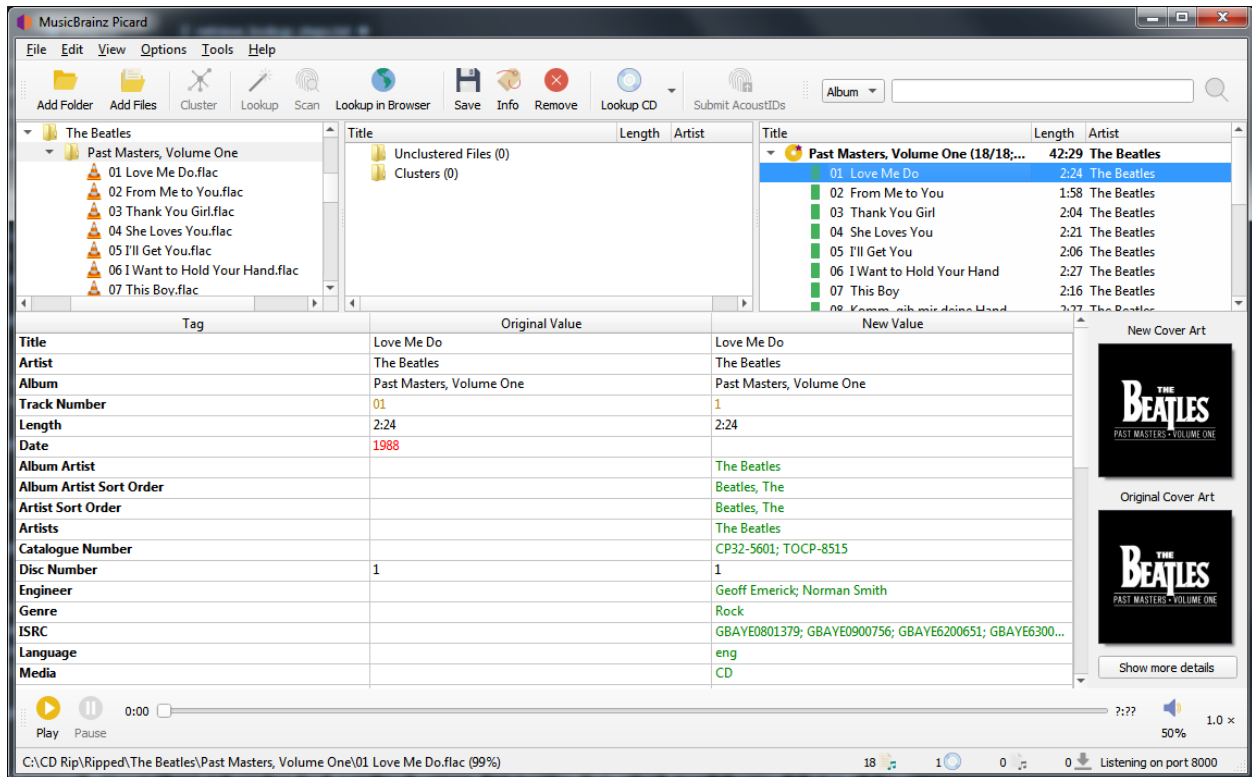 MusicBrainz Picard
File Edit View Options Tools Help
Add Folder Add Files Cluster Lookup Scan Lookup in Browser Save Info Remove Lookup CD Submit AcoustIDs Album
The Beatles
Past Masters, Volume One
01 Love Me Do.flac
02 From Me to You.flac
03 Thank You Girl.flac
04 She Loves You.flac
05 I'll Get You.flac
06 I Want to Hold Your Hand.flac
07 This Boy.flac
Title Length Artist
Unclustered Files (0)
Clusters (0)
Title Length Artist
Past Masters, Volume One (18/18;... 42:29 The Beatles
01 Love Me Do 2:24 The Beatles
02 From Me to You 1:58 The Beatles
03 Thank You Girl 2:04 The Beatles
04 She Loves You 2:21 The Beatles
05 I'll Get You 2:06 The Beatles
06 I Want to Hold Your Hand 2:27 The Beatles
07 This Boy 2:16 The Beatles
08 Komm, gib mir deine Hand 2:27 The Beatles
Tag Original Value New Value
Title Love Me Do Love Me Do
Artist The Beatles The Beatles
Album Past Masters, Volume One Past Masters, Volume One
Track Number 01 1
Length 2:24 2:24
Date 1988
Album Artist The Beatles
Album Artist Sort Order Beatles, The
Artist Sort Order Beatles, The
Artists The Beatles
Catalogue Number CP32-5601; TOCP-8515
Disc Number 1 1
Engineer Geoff Emerick; Norman Smith
Genre Rock
ISRC GBAYE0801379; GBAYE0900756; GBAYE6200651; GBAYE6300...
Language eng
Media CD
New Cover Art
THE
BEATLES
PAST MASTERS • VOLUME ONE
Original Cover Art
THE
BEATLES
PAST MASTERS • VOLUME ONE
Show more details
0:00 ?:??
Play Pause 50% 1.0 ×
C:\CD Rip\Ripped\The Beatles\Past Masters, Volume One\01 Love Me Do.flac (99%) 18 1 0 0 Listening on port 8000